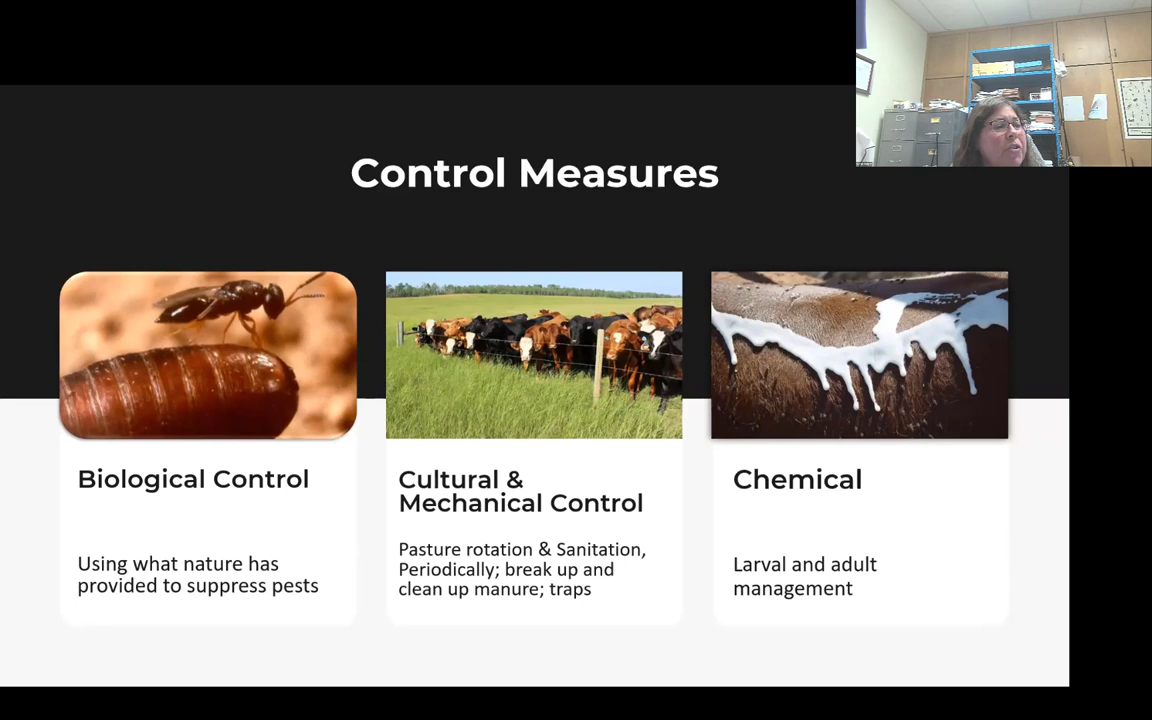 Control Measures
Biological Control
Using what nature has
provided to suppress pests
Cultural &
Mechanical Control
Pasture rotation & Sanitation,
Periodically; break up and
clean up manure; traps
Chemical
Larval and adult
management